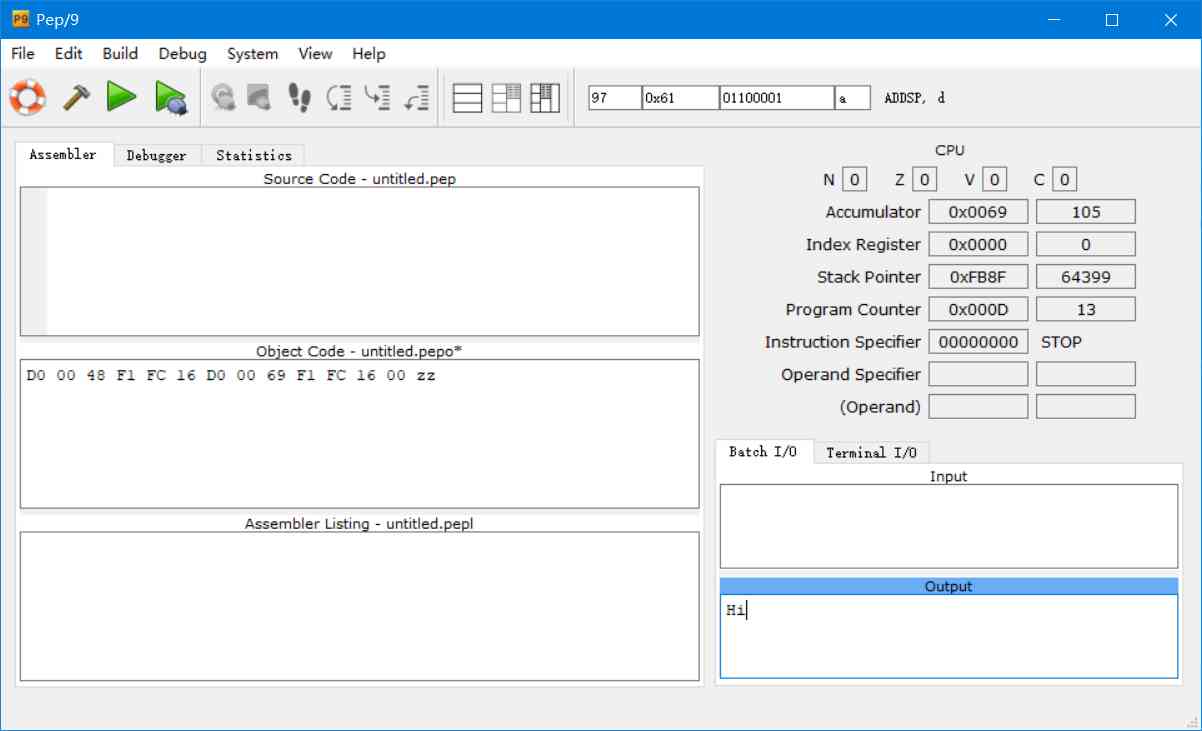 P9 Pep/9
File Edit Build Debug System View Help
97 0x61 01100001 a ADDSP, d
Assembler Debugger Statistics
Source Code - untitled.pep
Object Code - untitled.pepo*
D0 00 48 F1 FC 16 D0 00 69 F1 FC 16 00 zz
Assembler Listing - untitled.pepl
CPU
N 0 Z 0 V 0 C 0
Accumulator 0x0069 105
Index Register 0x0000 0
Stack Pointer 0xFB8F 64399
Program Counter 0x000D 13
Instruction Specifier 00000000 STOP
Operand Specifier
(Operand)
Batch I/O Terminal I/O
Input
Output
Hi